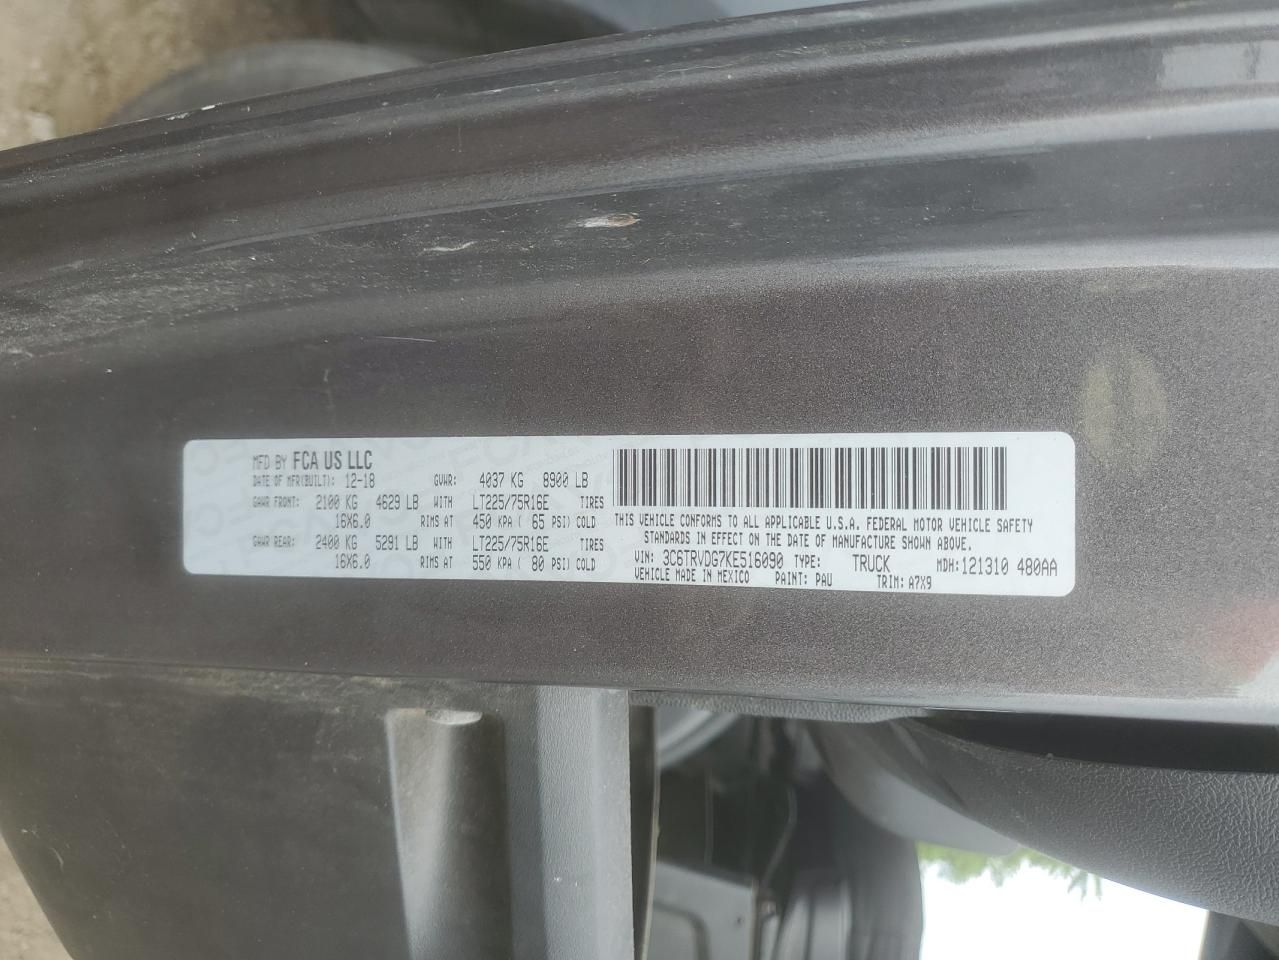 MFD BY FCA US LLC
DATE OF MFR(BUILT): 12-18 GVWR: 4037 KG 8900 LB
GAWR FRONT: 2100 KG 4629 LB WITH LT225/75R16E TIRES
16X6.0 RIMS AT 450 KPA ( 65 PSI) COLD
GAWR REAR: 2400 KG 5291 LB WITH LT225/75R16E TIRES
16X6.0 RIMS AT 550 KPA ( 80 PSI) COLD
THIS VEHICLE CONFORMS TO ALL APPLICABLE U.S.A. FEDERAL MOTOR VEHICLE SAFETY
STANDARDS IN EFFECT ON THE DATE OF MANUFACTURE SHOWN ABOVE.
VIN: 3C6TRVDG7KE516090 TYPE: TRUCK MDH:121310 480AA
VEHICLE MADE IN MEXICO PAINT: PAU TRIM: A7X9